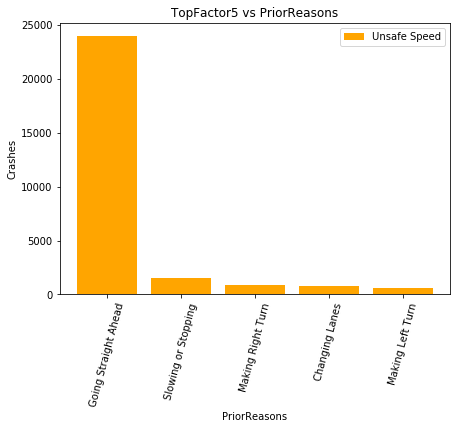 TopFactor5 vs PriorReasons
Unsafe Speed
Crashes
25000
20000
15000
10000
5000
0
Going Straight Ahead
Slowing or Stopping
Making Right Turn
Changing Lanes
Making Left Turn
PriorReasons